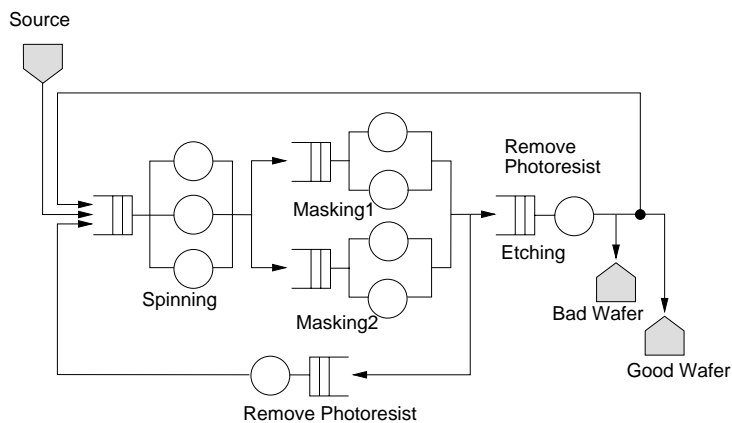 Source
Remove
Photoresist
Masking1
Etching
Spinning
Masking2
Bad Wafer
Good Wafer
Remove Photoresist